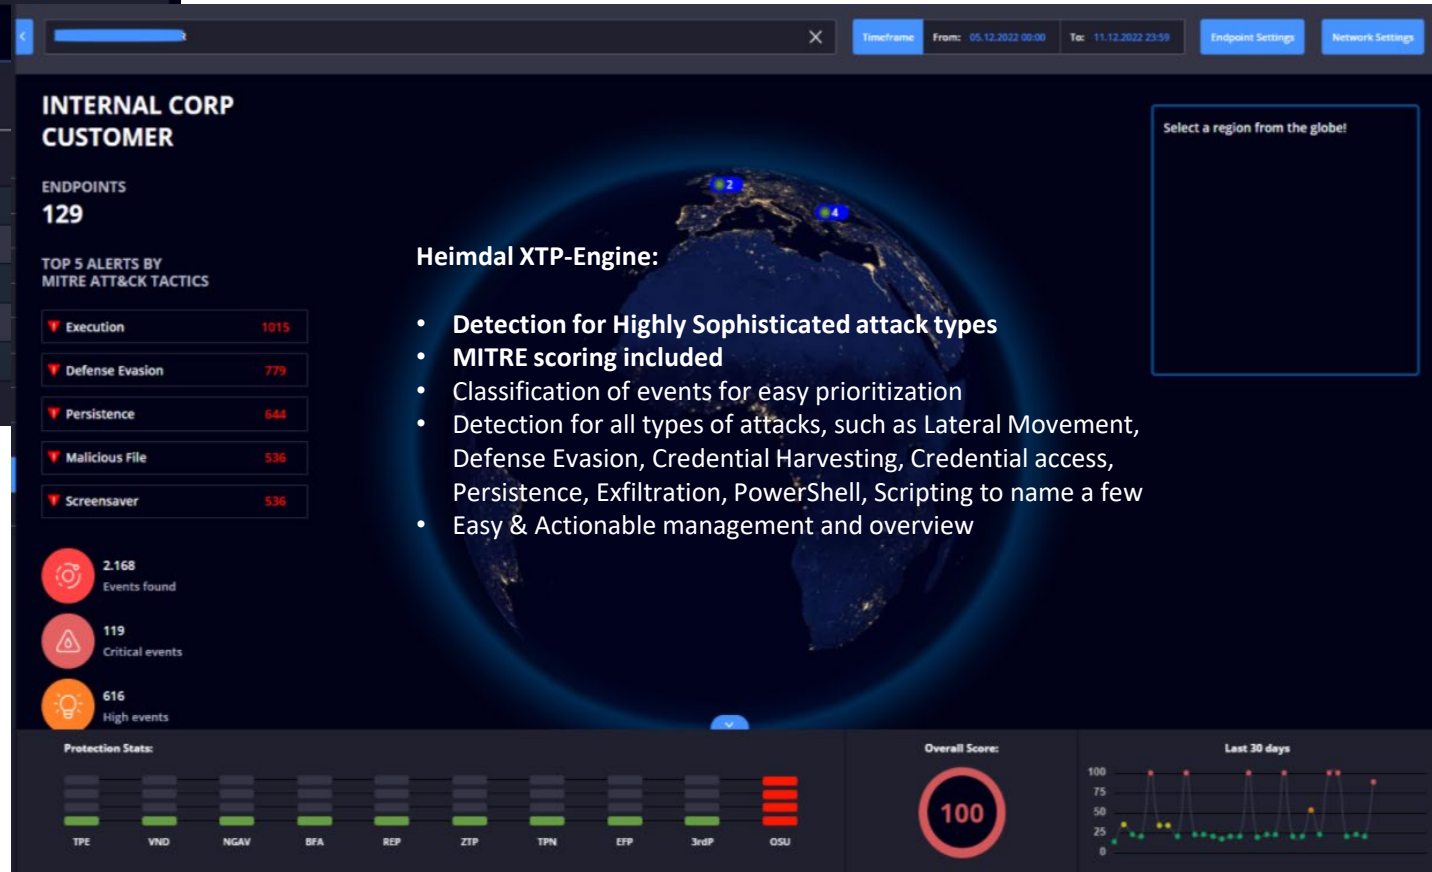 Timeframe
From: 05.12.2022 00:00
To: 11.12.2022 23:59
Endpoint Settings
Network Settings
INTERNAL CORP
CUSTOMER
ENDPOINTS
129
TOP 5 ALERTS BY
MITRE ATT&CK TACTICS
Execution 1015
Defense Evasion 779
Persistence 644
Malicious File 536
Screensaver 536
2.168
Events found
119
Critical events
616
High events
2
4
Select a region from the globe!
Heimdal XTP-Engine:
• Detection for Highly Sophisticated attack types
• MITRE scoring included
• Classification of events for easy prioritization
• Detection for all types of attacks, such as Lateral Movement,
Defense Evasion, Credential Harvesting, Credential access,
Persistence, Exfiltration, PowerShell, Scripting to name a few
• Easy & Actionable management and overview
Protection Stats:
TPE VND NGAV BFA REP ZTP TPN EFP 3rdP OSU
Overall Score:
100
Last 30 days
100
75
50
25
0